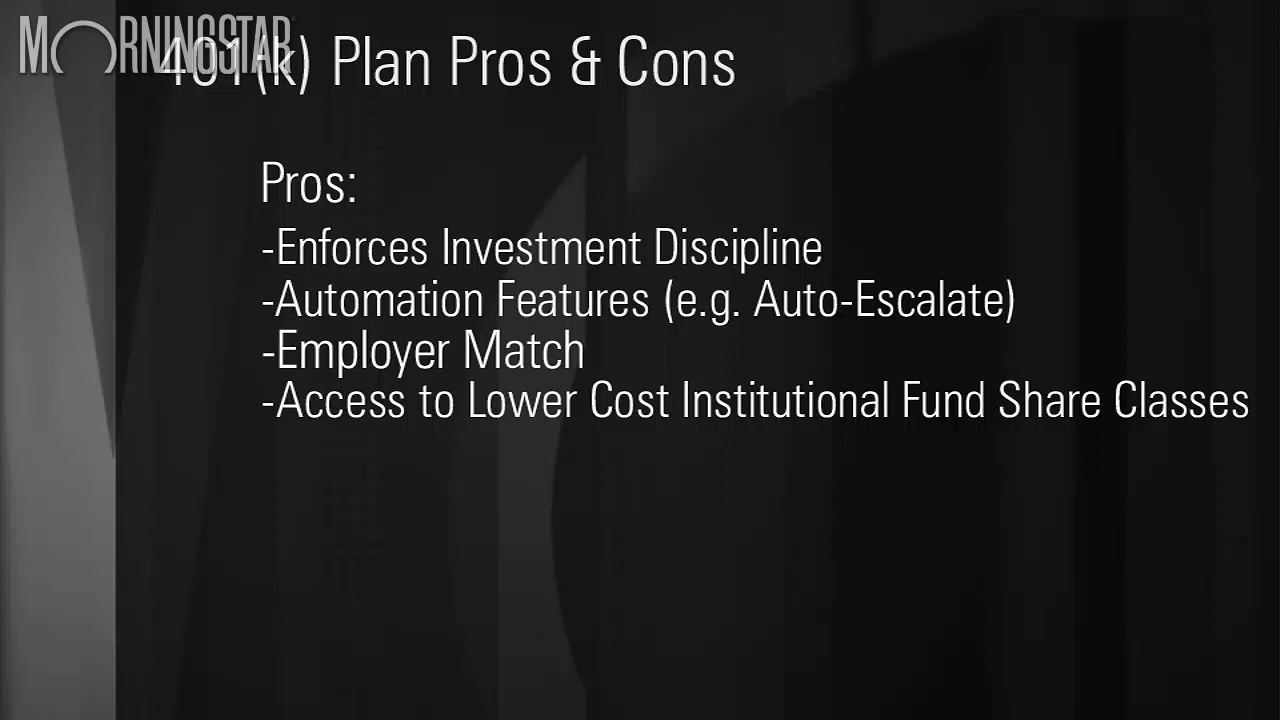 MORNINGSTAR®
401(k) Plan Pros & Cons
Pros:
-Enforces Investment Discipline
-Automation Features (e.g. Auto-Escalate)
-Employer Match
-Access to Lower Cost Institutional Fund Share Classes